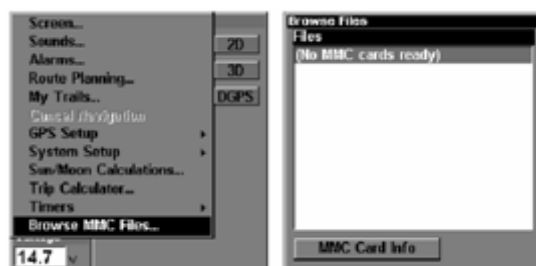 Screen...
Sounds...
Alarms...
Route Planning...
My Trails...
Cancel Navigation
GPS Setup
System Setup
Sun/Moon Calculations...
Trip Calculator...
Timers
Browse MMC Files...
2D
3D
DGPS
14.7 v
Browse Files
Files
(No MMC cards ready)
MMC Card Info